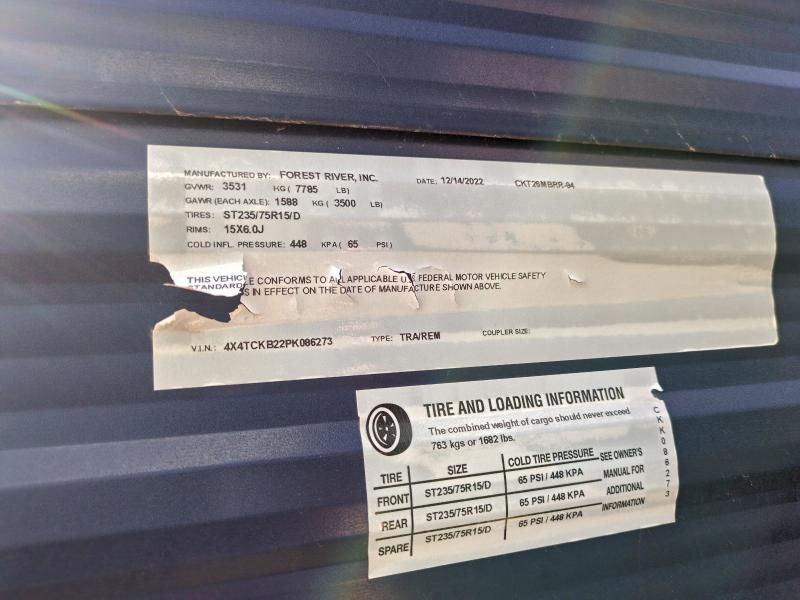 MANUFACTURED BY: FOREST RIVER, INC. DATE: 12/14/2022 CKT26MBRR-94
GVWR: 3531 KG ( 7785 LB)
GAWR (EACH AXLE): 1588 KG ( 3500 LB)
TIRES: ST235/75R15/D
RIMS: 15X6.0J
COLD INFL. PRESSURE: 448 KPA ( 65 PSI )
THIS VEHICLE CONFORMS TO ALL APPLICABLE U.S. FEDERAL MOTOR VEHICLE SAFETY
STANDARDS IN EFFECT ON THE DATE OF MANUFACTURE SHOWN ABOVE.
V.I.N.: 4X4TCKB22PK086273 TYPE: TRA/REM COUPLER SIZE:
TIRE AND LOADING INFORMATION
The combined weight of cargo should never exceed
763 kgs or 1682 lbs.
TIRE SIZE COLD TIRE PRESSURE SEE OWNER'S
FRONT ST235/75R15/D 65 PSI / 448 KPA MANUAL FOR
REAR ST235/75R15/D 65 PSI / 448 KPA ADDITIONAL
SPARE ST235/75R15/D 65 PSI / 448 KPA INFORMATION
CKK086273